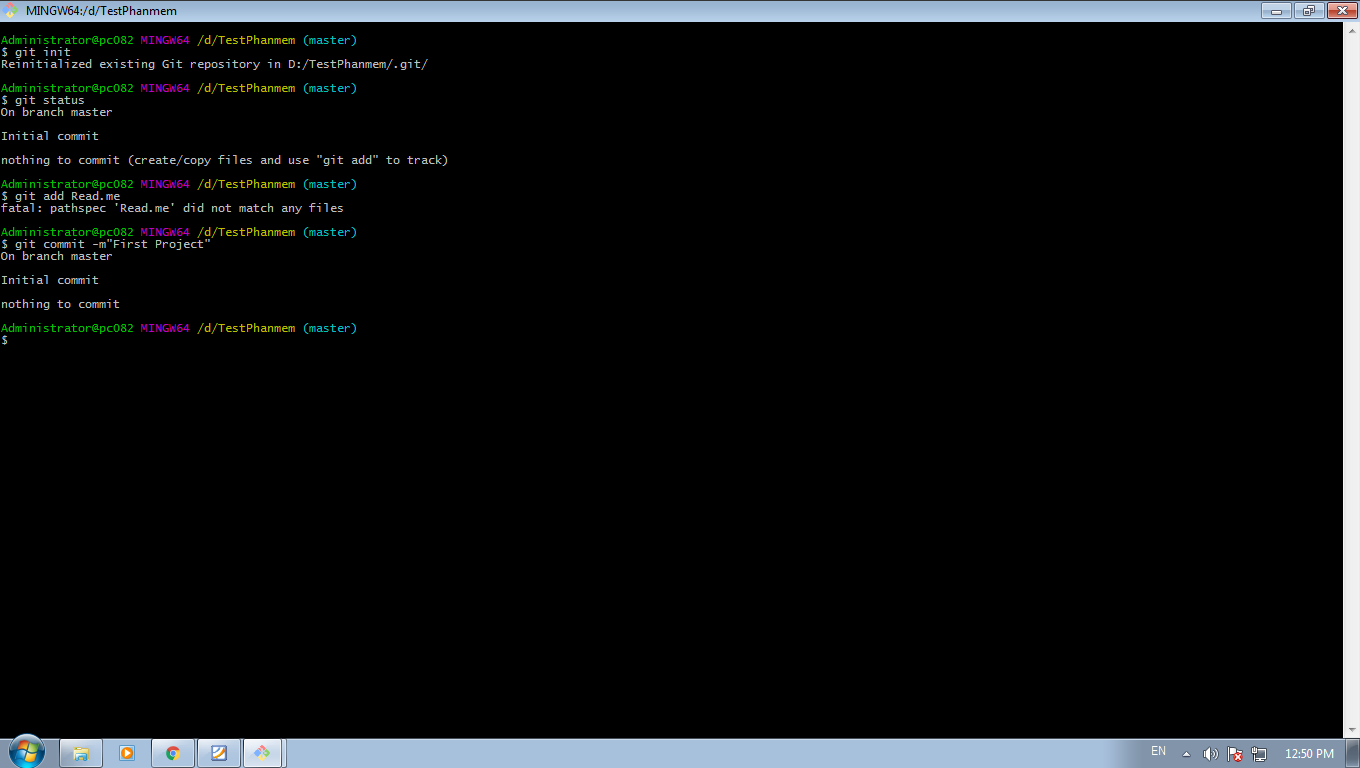 MINGW64:/d/TestPhanmem
Administrator@pc082 MINGW64 /d/TestPhanmem (master)
$ git init
Reinitialized existing Git repository in D:/TestPhanmem/.git/
Administrator@pc082 MINGW64 /d/TestPhanmem (master)
$ git status
On branch master
Initial commit
nothing to commit (create/copy files and use "git add" to track)
Administrator@pc082 MINGW64 /d/TestPhanmem (master)
$ git add Read.me
fatal: pathspec 'Read.me' did not match any files
Administrator@pc082 MINGW64 /d/TestPhanmem (master)
$ git commit -m"First Project"
On branch master
Initial commit
nothing to commit
Administrator@pc082 MINGW64 /d/TestPhanmem (master)
$
EN
12:50 PM